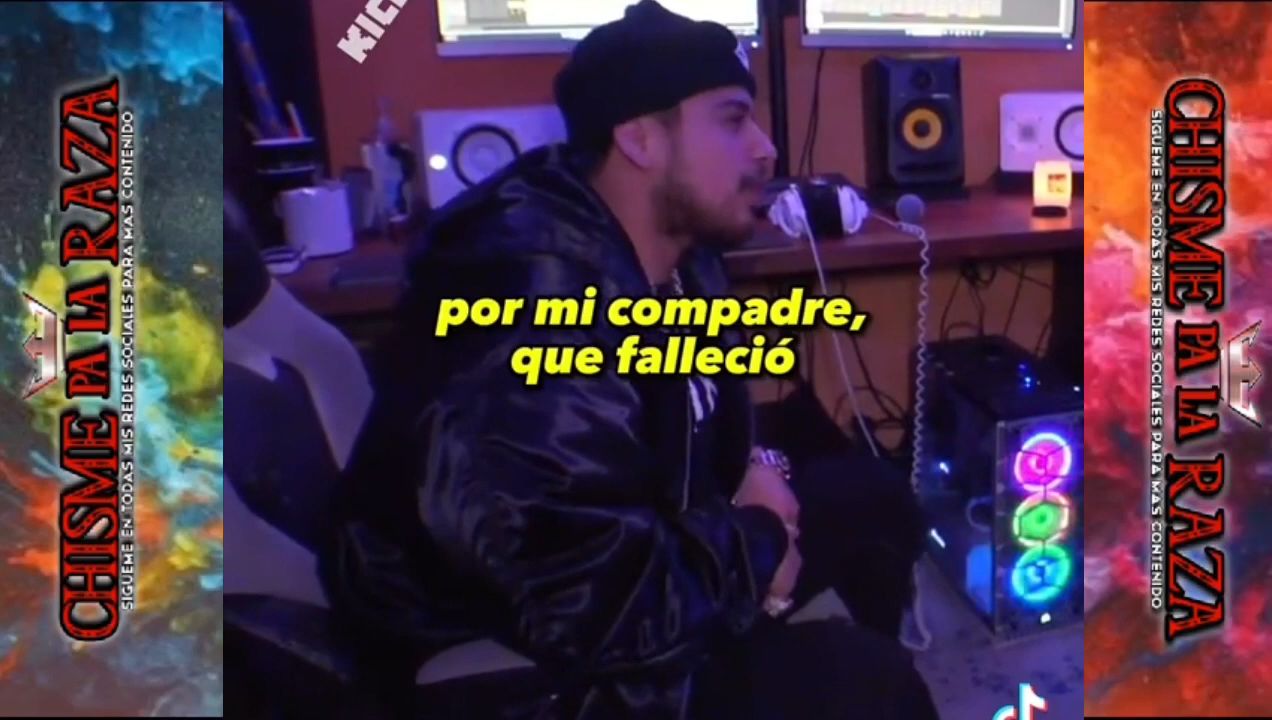 CHISME PA LA RAZA
SIGUEME EN TODAS MIS REDES SOCIALES PARA MAS CONTENIDO
KICK
por mi compadre,
que falleció
CHISME PA LA RAZA
SIGUEME EN TODAS MIS REDES SOCIALES PARA MAS CONTENIDO